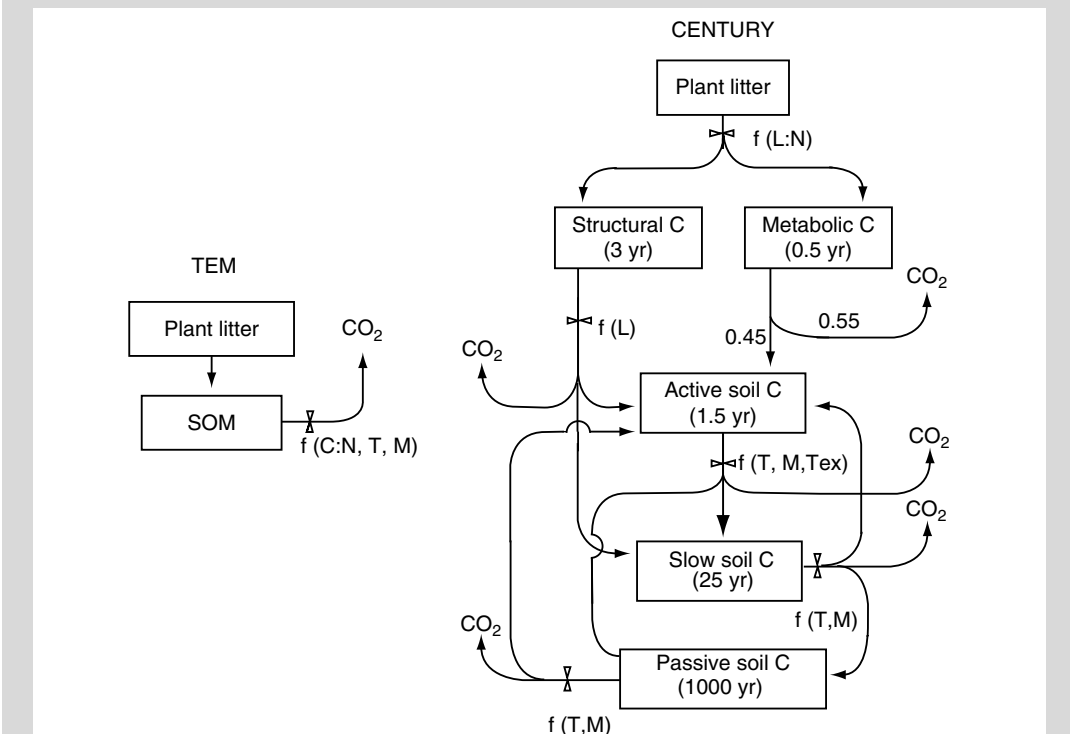 CENTURY
Plant litter
f (L:N)
Structural C
(3 yr)
Metabolic C
(0.5 yr)
TEM
Plant litter
CO2
SOM
f (C:N, T, M)
f (L)
CO2
0.55
0.45
CO2
Active soil C
(1.5 yr)
f (T, M,Tex)
CO2
CO2
Slow soil C
(25 yr)
f (T,M)
CO2
Passive soil C
(1000 yr)
f (T,M)